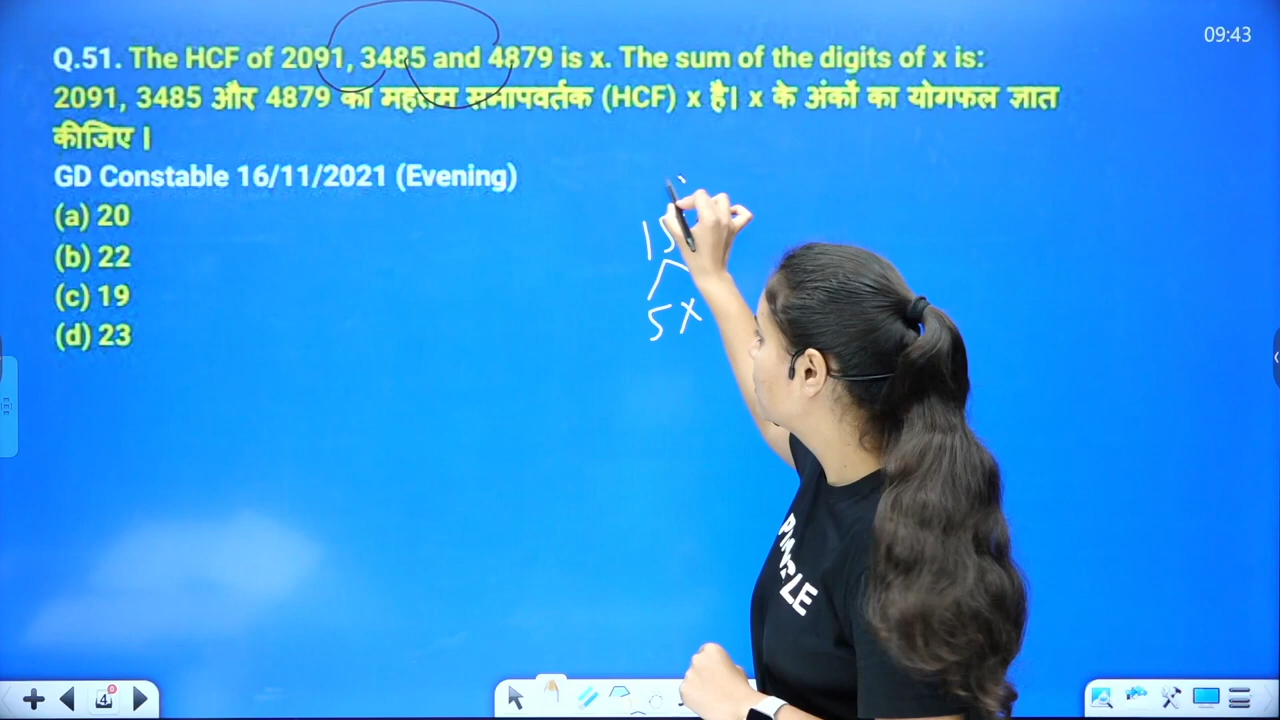 09:43
Q.51. The HCF of 2091, 3485 and 4879 is x. The sum of the digits of x is:
2091, 3485 और 4879 का महत्तम समापवर्तक (HCF) x है। x के अंकों का योगफल ज्ञात
कीजिए ।
GD Constable 16/11/2021 (Evening)
(a) 20
(b) 22
(c) 19
(d) 23
5 x
4